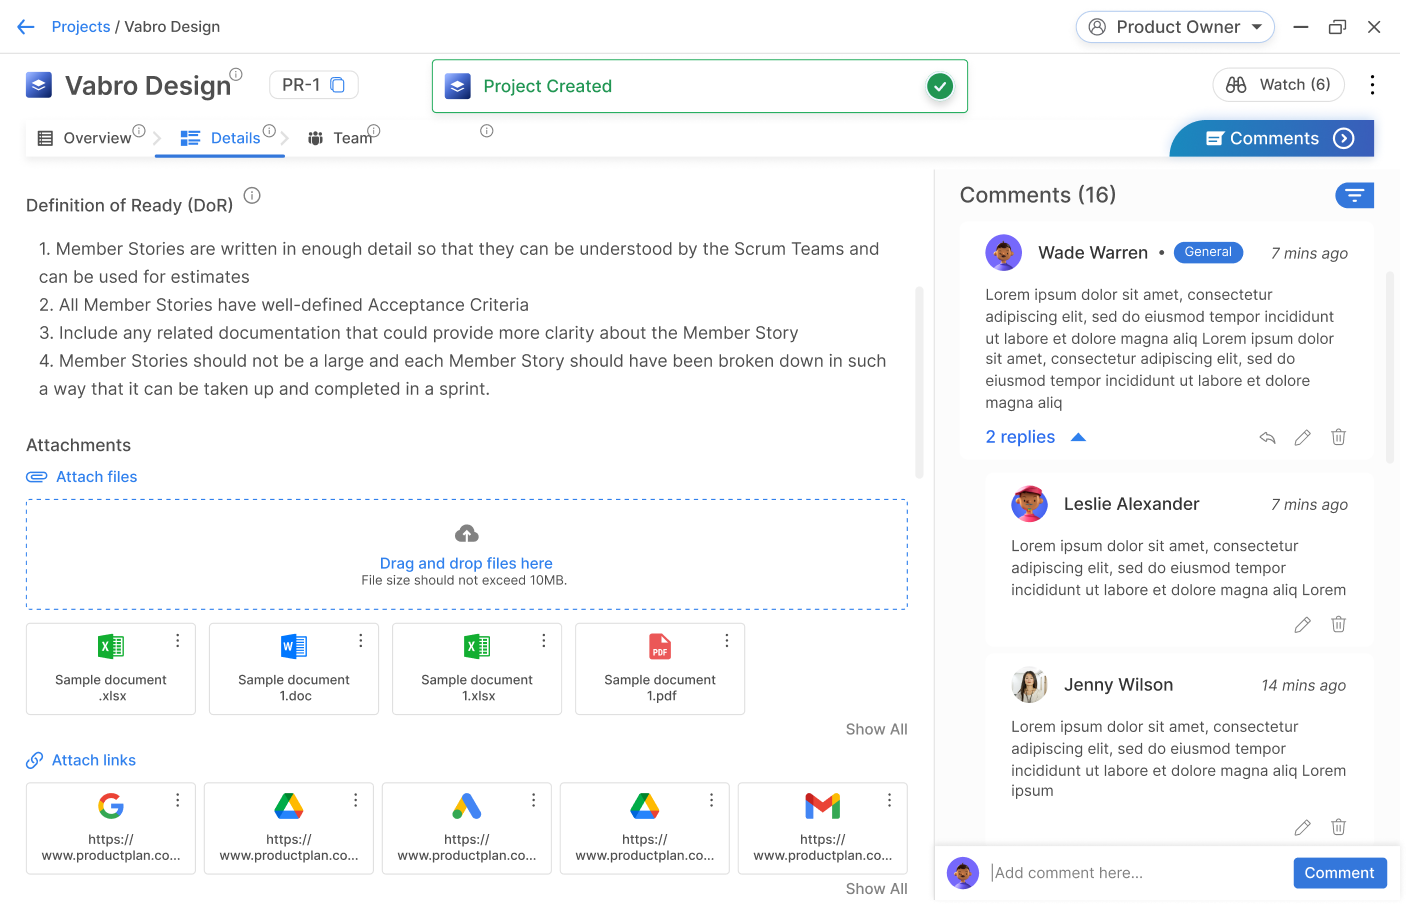 Projects / Vabro Design
Product Owner
Vabro Design
PR-1
Project Created
Watch (6)
Overview
Details
Team
Comments
Definition of Ready (DoR)
1. Member Stories are written in enough detail so that they can be understood by the Scrum Teams and
can be used for estimates
2. All Member Stories have well-defined Acceptance Criteria
3. Include any related documentation that could provide more clarity about the Member Story
4. Member Stories should not be a large and each Member Story should have been broken down in such
a way that it can be taken up and completed in a sprint.
Attachments
Attach files
Drag and drop files here
File size should not exceed 10MB.
Sample document
.xlsx
Sample document
1.doc
Sample document
1.xlsx
PDF
Sample document
1.pdf
Show All
Attach links
https://
www.productplan.co...
https://
www.productplan.co...
https://
www.productplan.co...
https://
www.productplan.co...
https://
www.productplan.co...
Show All
Comments (16)
Wade Warren • General 7 mins ago
Lorem ipsum dolor sit amet, consectetur
adipiscing elit, sed do eiusmod tempor incididunt
ut labore et dolore magna aliq Lorem ipsum dolor
sit amet, consectetur adipiscing elit, sed do
eiusmod tempor incididunt ut labore et dolore
magna aliq
2 replies
Leslie Alexander 7 mins ago
Lorem ipsum dolor sit amet, consectetur
adipiscing elit, sed do eiusmod tempor
incididunt ut labore et dolore magna aliq Lorem
Jenny Wilson 14 mins ago
Lorem ipsum dolor sit amet, consectetur
adipiscing elit, sed do eiusmod tempor
incididunt ut labore et dolore magna aliq Lorem
ipsum
Add comment here...
Comment